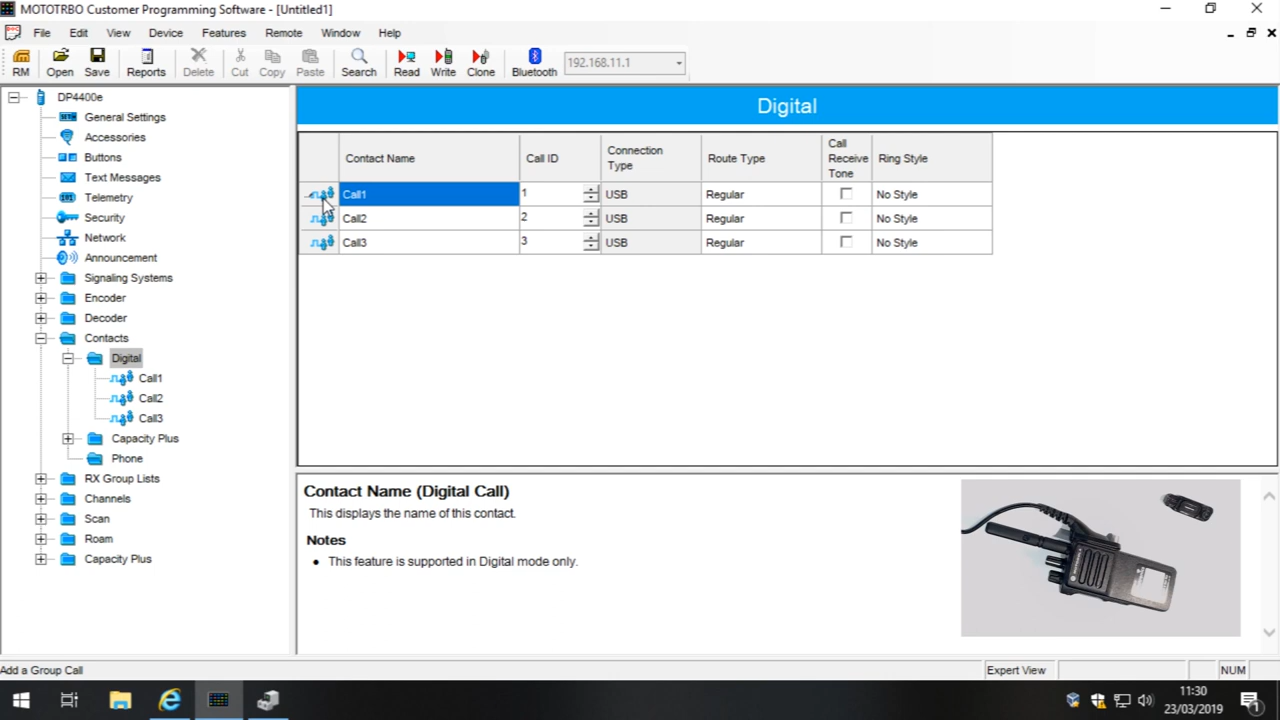 MOTOTRBO Customer Programming Software - [Untitled1]
File Edit View Device Features Remote Window Help
RM Open Save Reports Delete Cut Copy Paste Search Read Write Clone Bluetooth 192.168.11.1
DP4400e
General Settings
Accessories
Buttons
Text Messages
Telemetry
Security
Network
Announcement
Signaling Systems
Encoder
Decoder
Contacts
Digital
Call1
Call2
Call3
Capacity Plus
Phone
RX Group Lists
Channels
Scan
Roam
Capacity Plus
Digital
Contact Name Call ID Connection Type Route Type Call Receive Tone Ring Style
Call1 1 USB Regular No Style
Call2 2 USB Regular No Style
Call3 3 USB Regular No Style
Contact Name (Digital Call)
This displays the name of this contact.
Notes
• This feature is supported in Digital mode only.
Add a Group Call
Expert View
NUM
11:30
23/03/2019
1